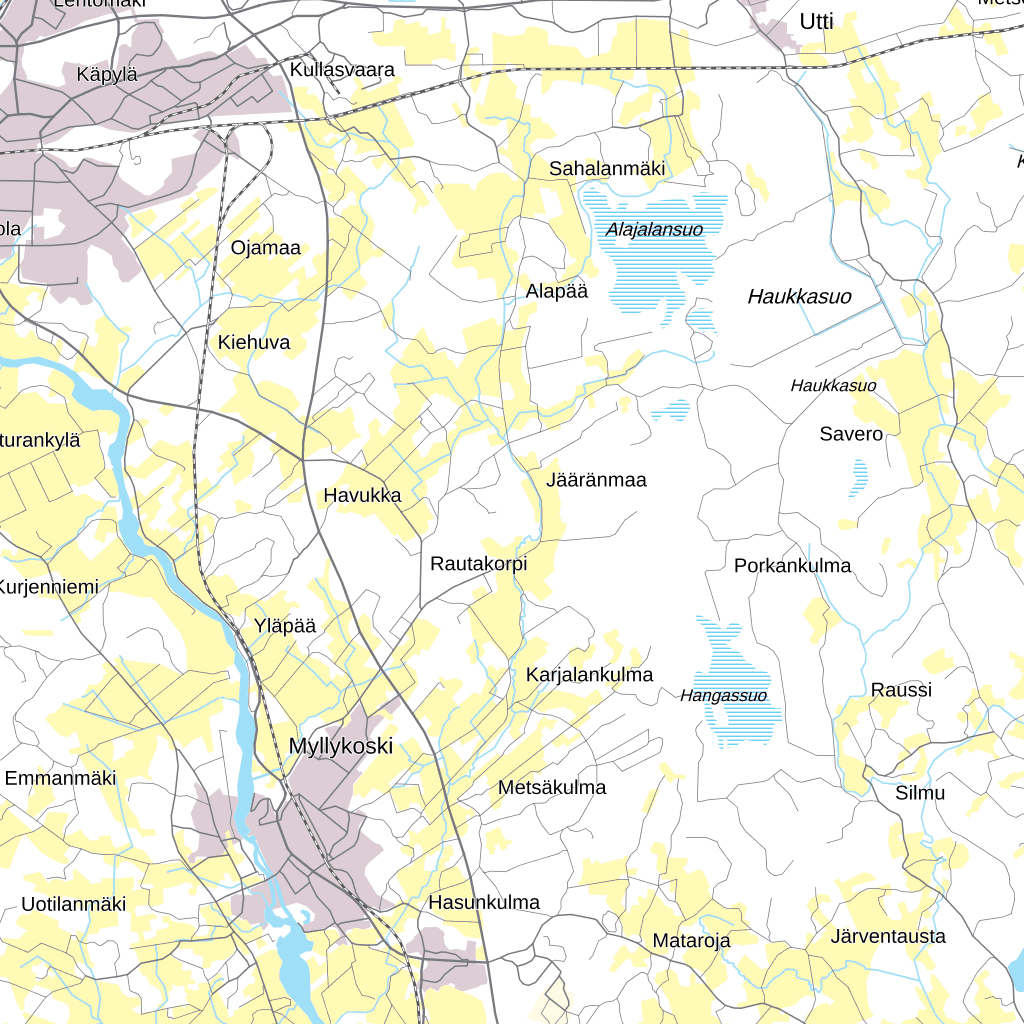 Lehtomäki
Utti
Käpylä
Kullasvaara
Sahalanmäki
Alajalansuo
Ojamaa
Alapää
Haukkasuo
Kiehuva
Haukkasuo
Savero
Jääränmaa
Havukka
Rautakorpi
Porkankulma
Kurjenniemi
Yläpää
Karjalankulma
Hangassuo
Raussi
Myllykoski
Emmanmäki
Metsäkulma
Silmu
Uotilanmäki
Hasunkulma
Mataroja
Järventausta